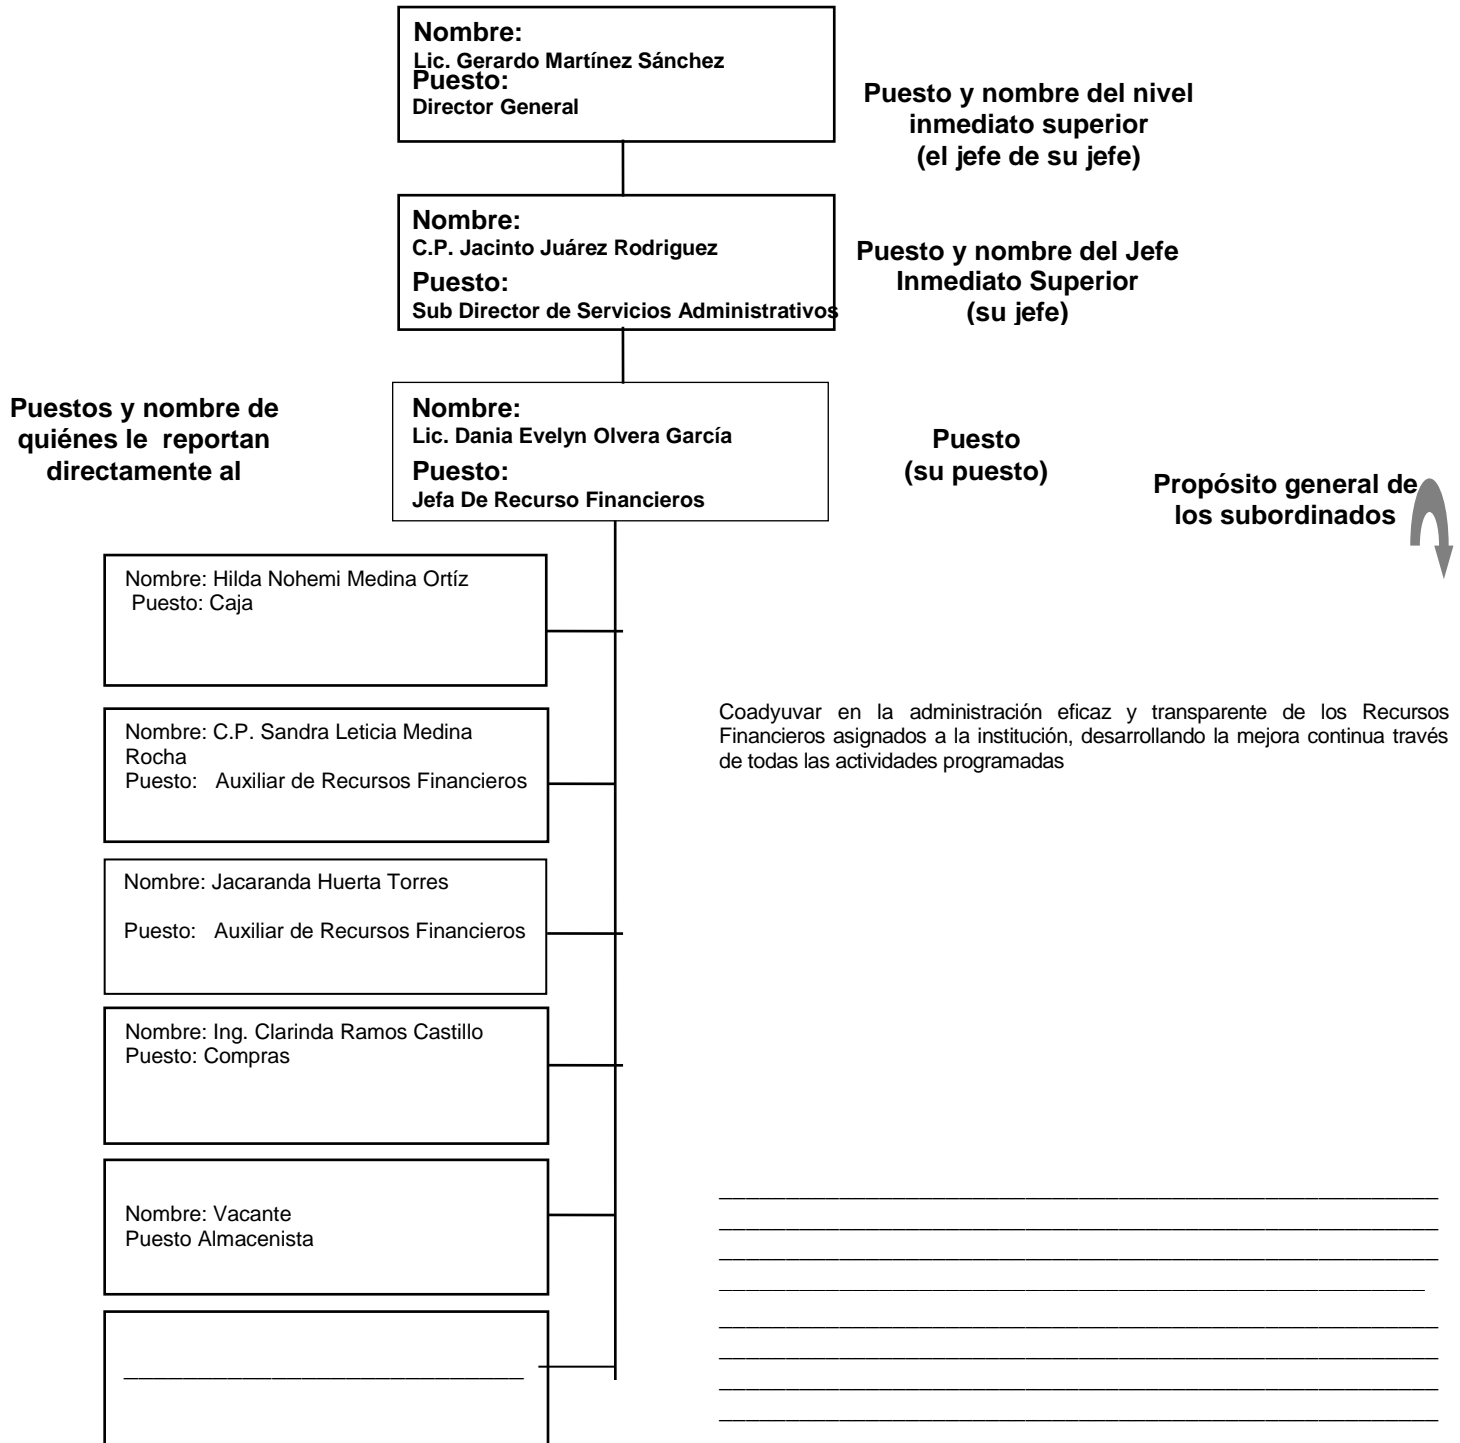 Nombre:
Lic. Gerardo Martínez Sánchez
Puesto:
Director General
Puesto y nombre del nivel
inmediato superior
(el jefe de su jefe)
Nombre:
C.P. Jacinto Juárez Rodriguez
Puesto:
Sub Director de Servicios Administrativos
Puesto y nombre del Jefe
Inmediato Superior
(su jefe)
Puestos y nombre de
quiénes le reportan
directamente al
Nombre:
Lic. Dania Evelyn Olvera García
Puesto:
Jefa De Recurso Financieros
Puesto
(su puesto)
Propósito general de
los subordinados
Nombre: Hilda Nohemi Medina Ortíz
Puesto: Caja
Nombre: C.P. Sandra Leticia Medina
Rocha
Puesto: Auxiliar de Recursos Financieros
Coadyuvar en la administración eficaz y transparente de los Recursos
Financieros asignados a la institución, desarrollando la mejora continua través
de todas las actividades programadas
Nombre: Jacaranda Huerta Torres
Puesto: Auxiliar de Recursos Financieros
Nombre: Ing. Clarinda Ramos Castillo
Puesto: Compras
Nombre: Vacante
Puesto Almacenista